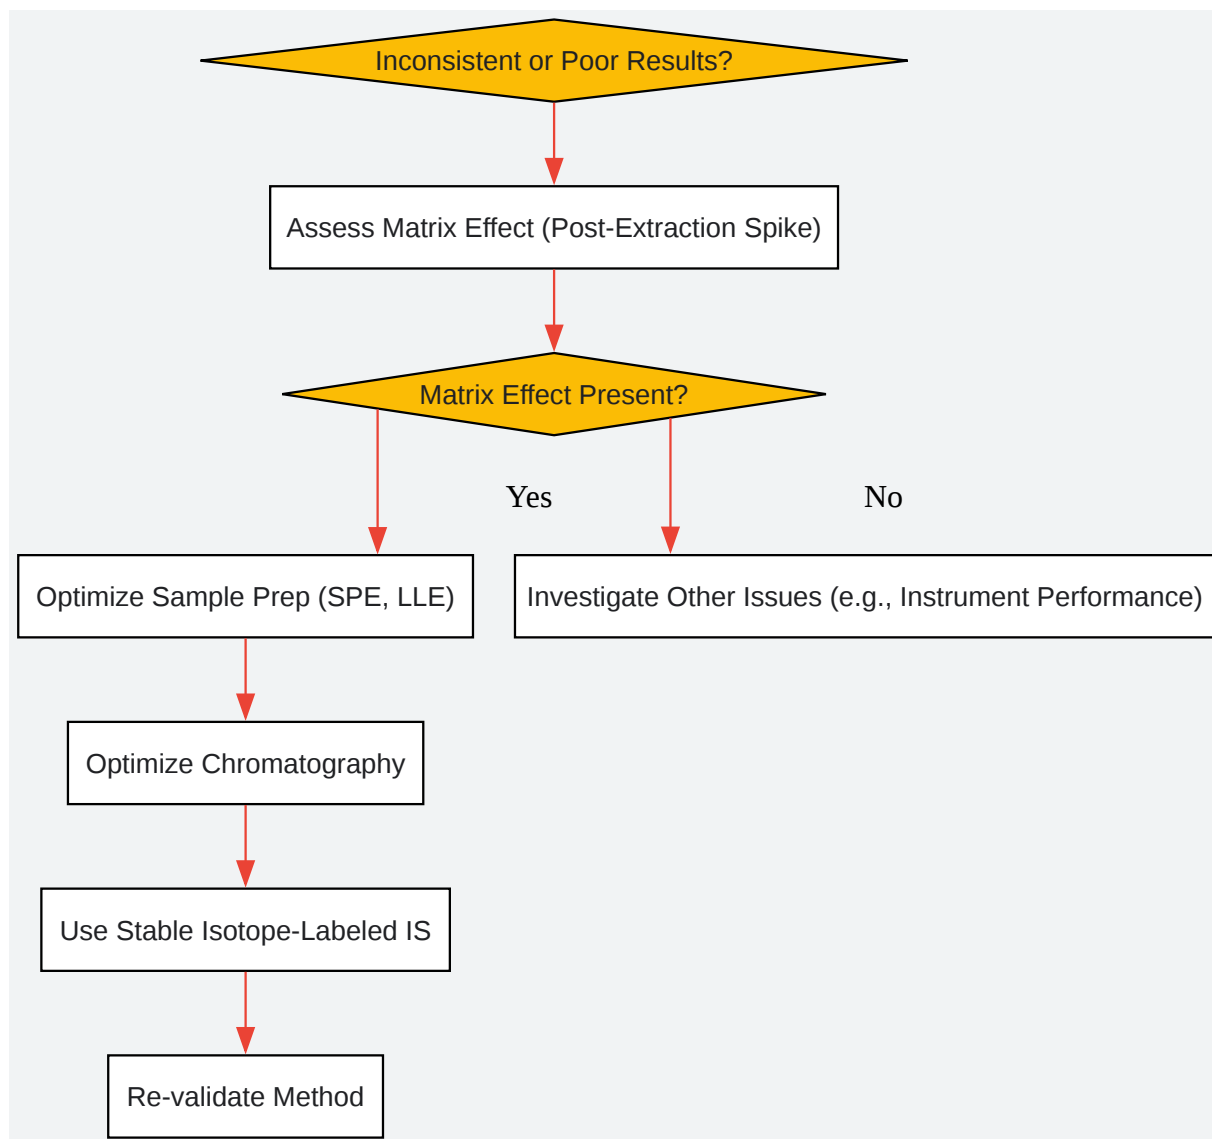 Inconsistent or Poor Results?
Assess Matrix Effect (Post-Extraction Spike)
Matrix Effect Present?
Yes
No
Optimize Sample Prep (SPE, LLE)
Investigate Other Issues (e.g., Instrument Performance)
Optimize Chromatography
Use Stable Isotope-Labeled IS
Re-validate Method